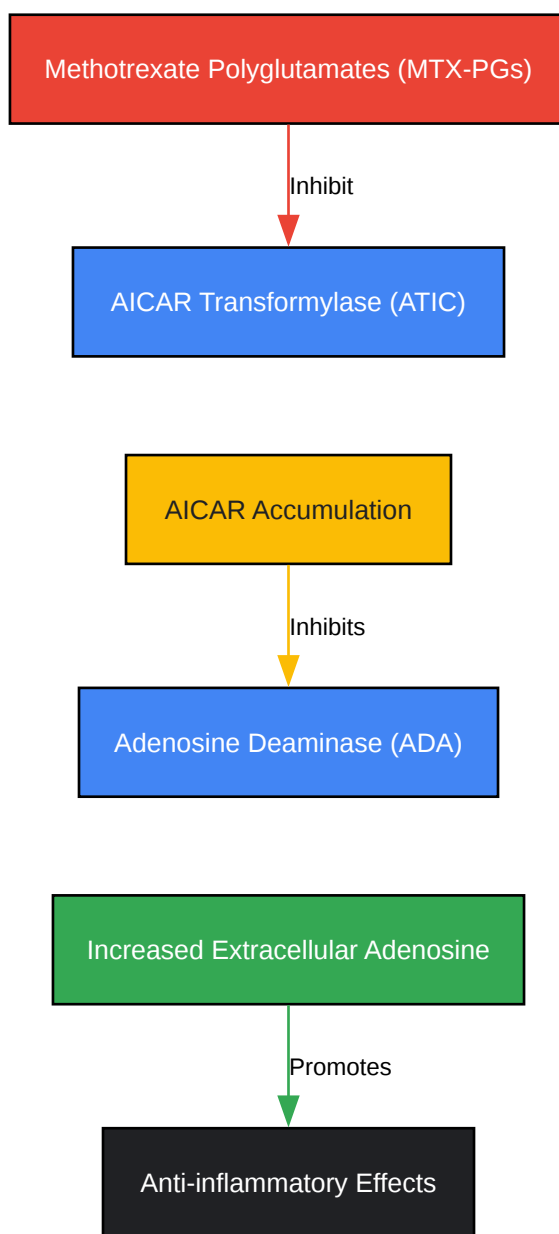 Methotrexate Polyglutamates (MTX-PGs)
Inhibit
AICAR Transformylase (ATIC)
AICAR Accumulation
Inhibits
Adenosine Deaminase (ADA)
Increased Extracellular Adenosine
Promotes
Anti-inflammatory Effects